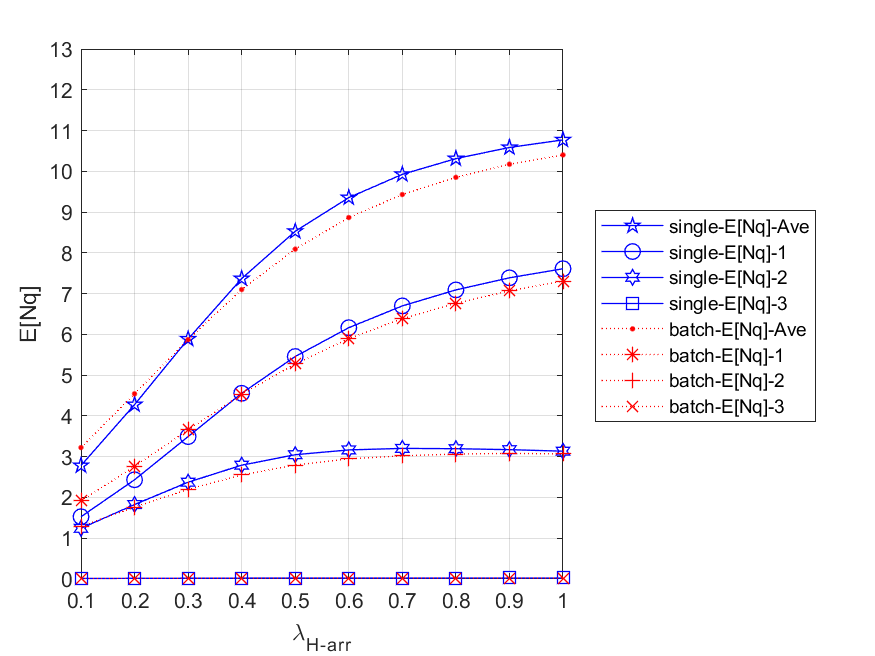 13
12
11
10
9
8
7
6
5
4
3
2
1
0
E[Nq]
0.1 0.2 0.3 0.4 0.5 0.6 0.7 0.8 0.9 1
λH-arr
single-E[Nq]-Ave
single-E[Nq]-1
single-E[Nq]-2
single-E[Nq]-3
batch-E[Nq]-Ave
batch-E[Nq]-1
batch-E[Nq]-2
batch-E[Nq]-3